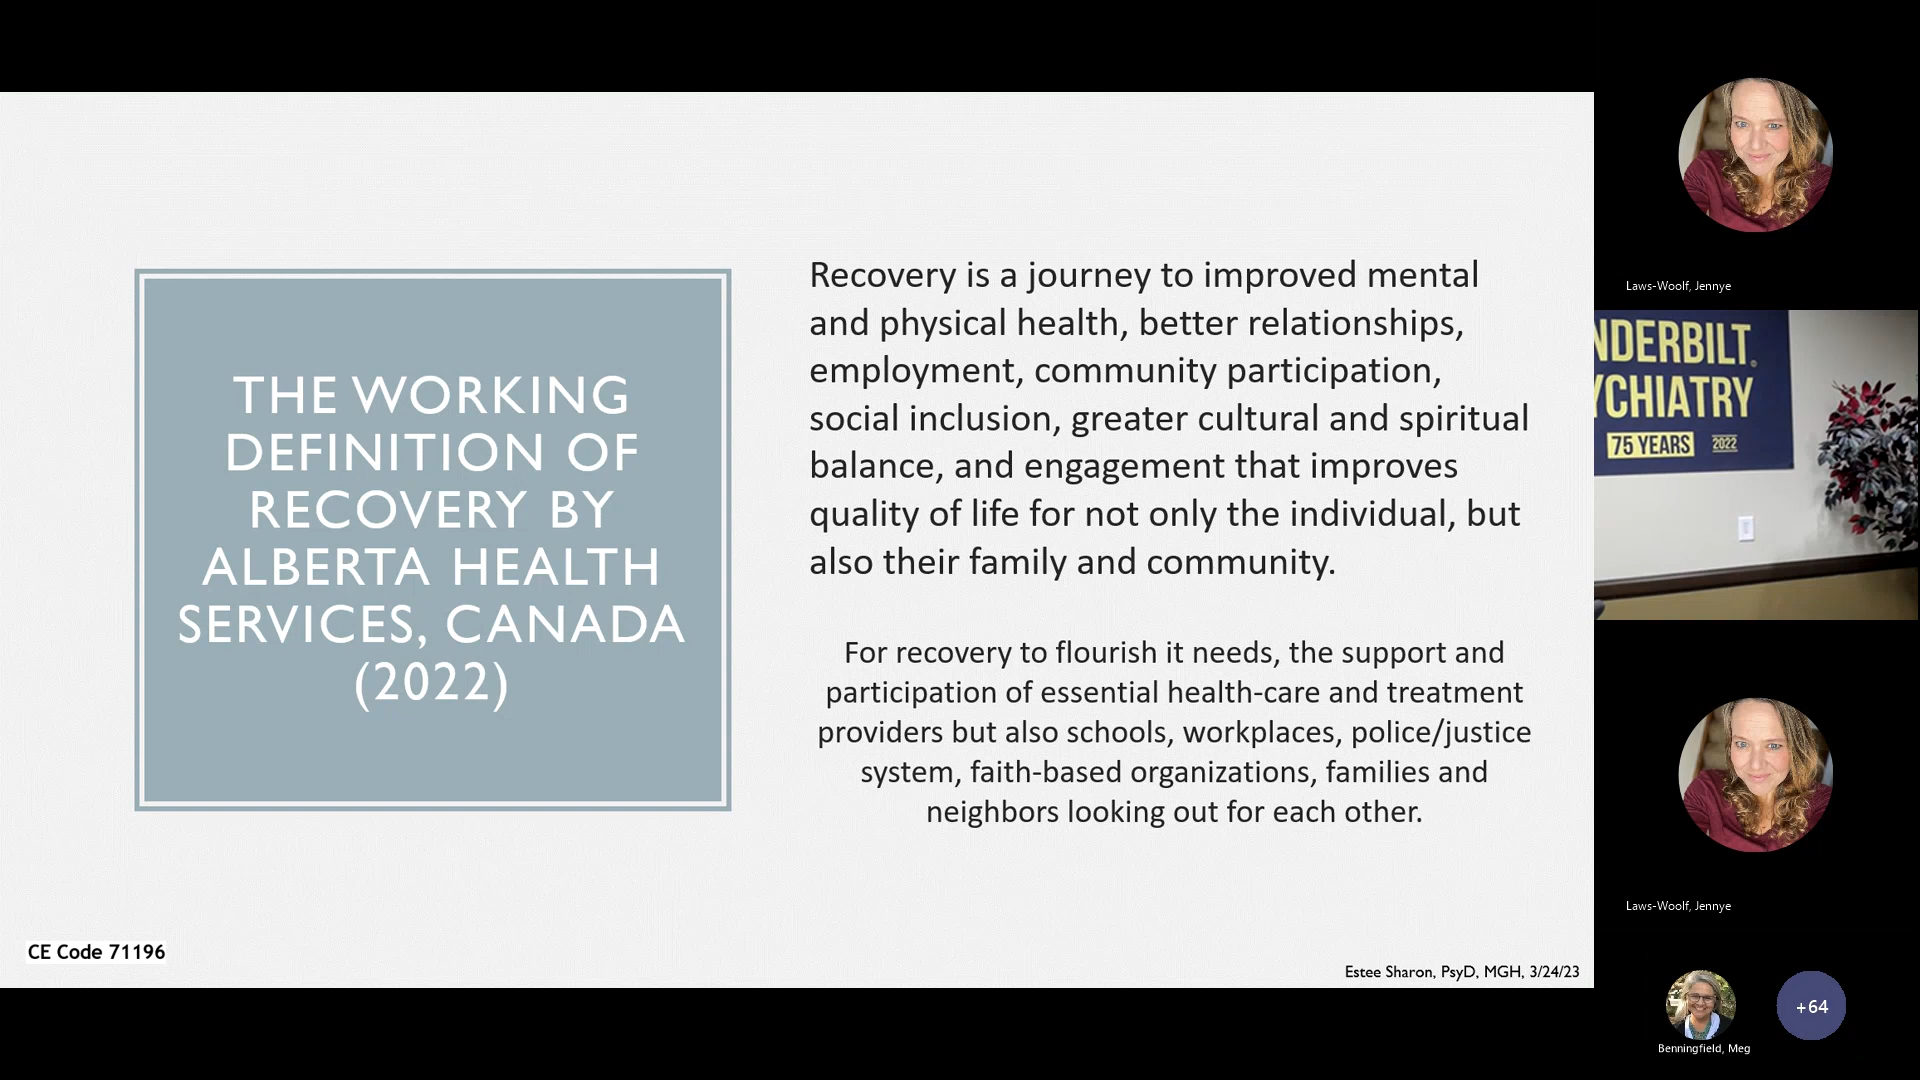 THE WORKING
DEFINITION OF
RECOVERY BY
ALBERTA HEALTH
SERVICES, CANADA
(2022)
Recovery is a journey to improved mental
and physical health, better relationships,
employment, community participation,
social inclusion, greater cultural and spiritual
balance, and engagement that improves
quality of life for not only the individual, but
also their family and community.
For recovery to flourish it needs, the support and
participation of essential health-care and treatment
providers but also schools, workplaces, police/justice
system, faith-based organizations, families and
neighbors looking out for each other.
CE Code 71196
Estee Sharon, PsyD, MGH, 3/24/23
Laws-Woolf, Jennye
NDERBILT®
YCHIATRY
75 YEARS 2022
Laws-Woolf, Jennye
Benningfield, Meg
+64